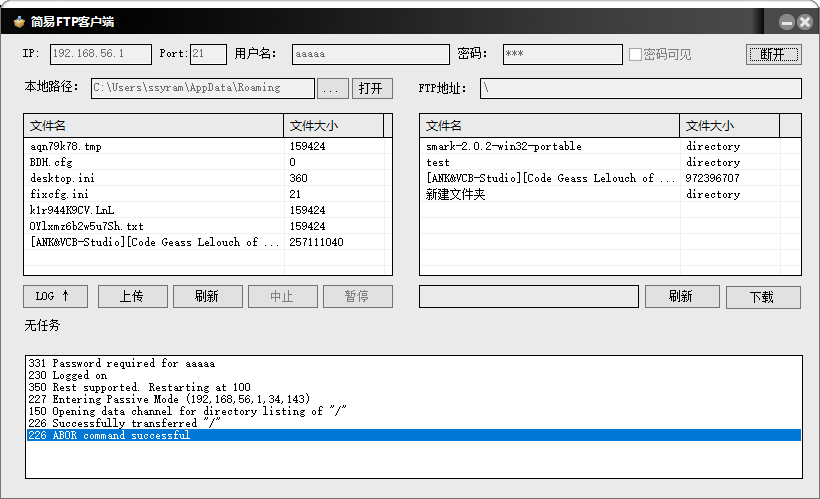 简易FTP客户端
IP: 192.168.56.1 Port: 21 用户名: aaaaa 密码: *** 密码可见 断开
本地路径: C:\Users\ssyram\AppData\Roaming ... 打开 FTP地址: \
文件名 文件大小
aqn79k78.tmp 159424
BDM.cfg 0
desktop.ini 360
fixcfg.ini 21
k1r944K9CV.LnL 159424
OYlxmz6b2w5u7Sh.txt 159424
[ANK&VCB-Studio][Code Geass Lelouch of ... 257111040
文件名 文件大小
smark-2.0.2-win32-portable directory
test directory
[ANK&VCB-Studio][Code Geass Lelouch of ... 972396707
新建文件夹 directory
LOG ↑ 上传 刷新 中止 暂停 刷新 下载
无任务
331 Password required for aaaaa
230 Logged on
350 Rest supported. Restarting at 100
227 Entering Passive Mode (192,168,56,1,34,143)
150 Opening data channel for directory listing of "/"
226 Successfully transferred "/"
226 ABOR command successful